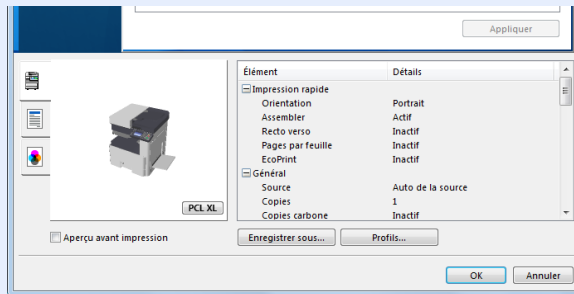 Appliquer
Élément Détails
Impression rapide
Orientation Portrait
Assembler Actif
Recto verso Inactif
Pages par feuille Inactif
EcoPrint Inactif
Général
Source Auto de la source
Copies 1
Copies carbone Inactif
PCL XL
Aperçu avant impression Enregistrer sous... Profils...
OK Annuler